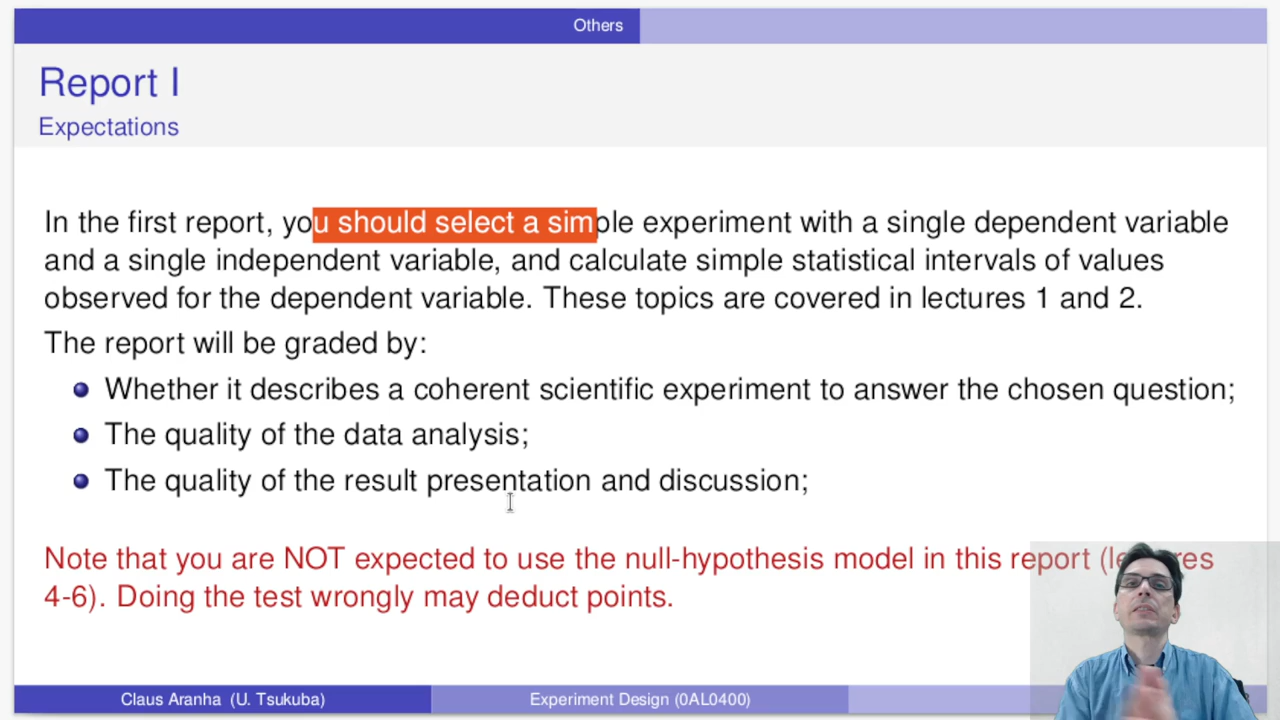 Others
Report I
Expectations
In the first report, you should select a simple experiment with a single dependent variable
and a single independent variable, and calculate simple statistical intervals of values
observed for the dependent variable. These topics are covered in lectures 1 and 2.
The report will be graded by:
Whether it describes a coherent scientific experiment to answer the chosen question;
The quality of the data analysis;
The quality of the result presentation and discussion;
Note that you are NOT expected to use the null-hypothesis model in this report (lectures
4-6). Doing the test wrongly may deduct points.
Claus Aranha (U. Tsukuba)
Experiment Design (0AL0400)